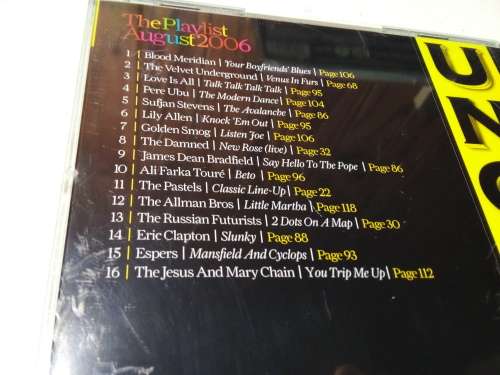 The Playlist
August 2006
1 | Blood Meridian | Your Boyfriends' Blues | Page 106
2 | The Velvet Underground | Venus In Furs | Page 68
3 | Love Is All | Talk Talk Talk Talk | Page 95
4 | Pere Ubu | The Modern Dance | Page 104
5 | Sufjan Stevens | The Avalanche | Page 86
6 | Lily Allen | Knock 'Em Out | Page 95
7 | Golden Smog | Listen Joe | Page 106
8 | The Damned | New Rose (live) | Page 32
9 | James Dean Bradfield | Say Hello To The Pope | Page 86
10 | Ali Farka Touré | Beto | Page 96
11 | The Pastels | Classic Line-Up | Page 22
12 | The Allman Bros | Little Martha | Page 118
13 | The Russian Futurists | 2 Dots On A Map | Page 30
14 | Eric Clapton | Slunky | Page 88
15 | Espers | Mansfield And Cyclops | Page 93
16 | The Jesus And Mary Chain | You Trip Me Up | Page 112
UNC